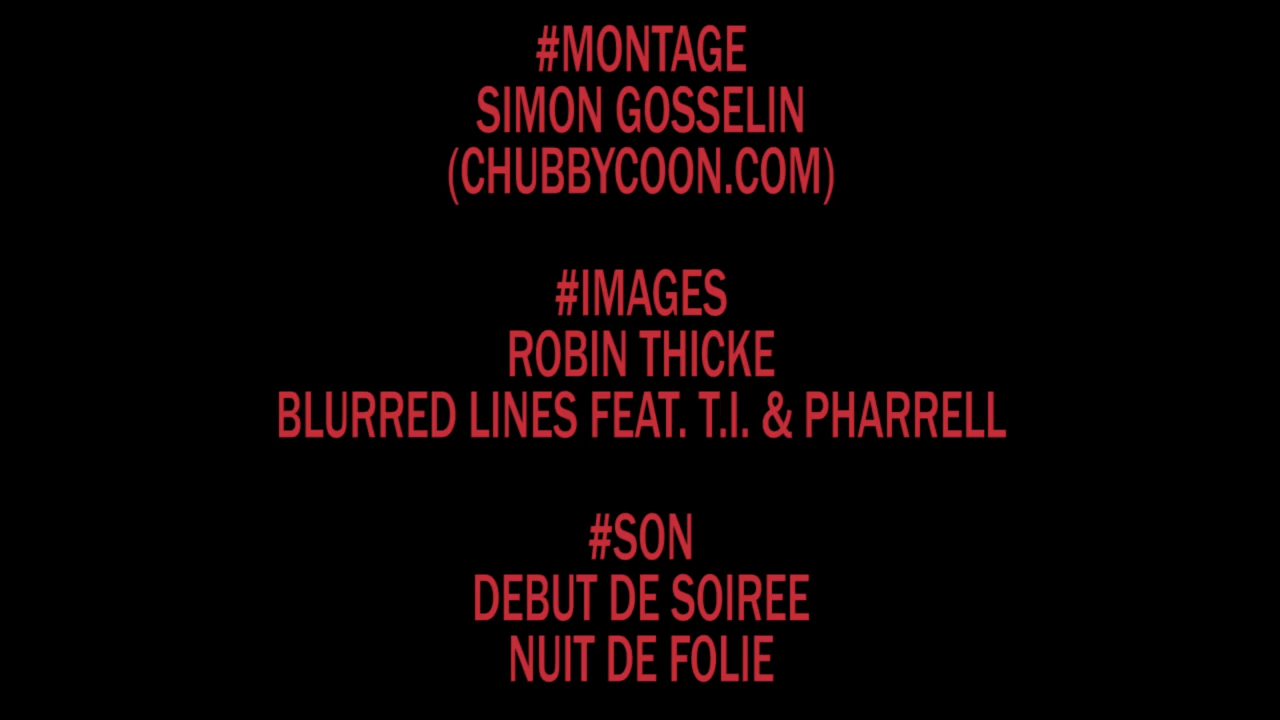 #MONTAGE
SIMON GOSSELIN
(CHUBBYCOON.COM)
#IMAGES
ROBIN THICKE
BLURRED LINES FEAT. T.I. & PHARRELL
#SON
DEBUT DE SOIREE
NUIT DE FOLIE